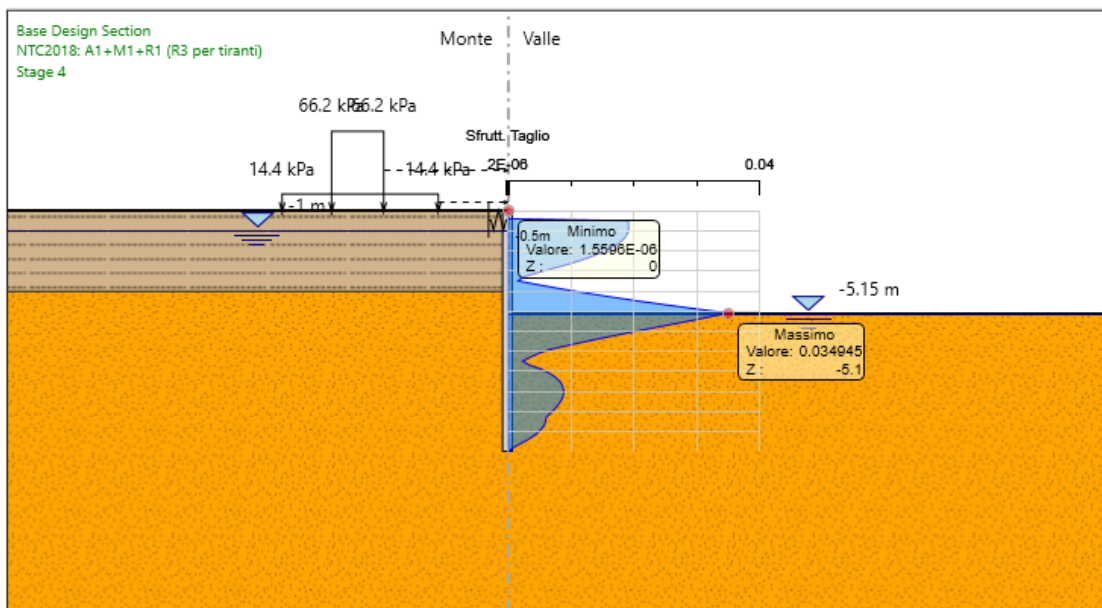 Base Design Section
NTC2018: A1+M1+R1 (R3 per tiranti)
Stage 4
Monte
Valle
66.2 kPa
66.2 kPa
Sfrutt. Taglio
14.4 kPa
14.4 kPa
2E-06
0.04
-1 m
-0.5m
Minimo
Valore: 1.5596E-06
Z : 0
-5.15 m
Massimo
Valore: 0.034945
Z : -5.1